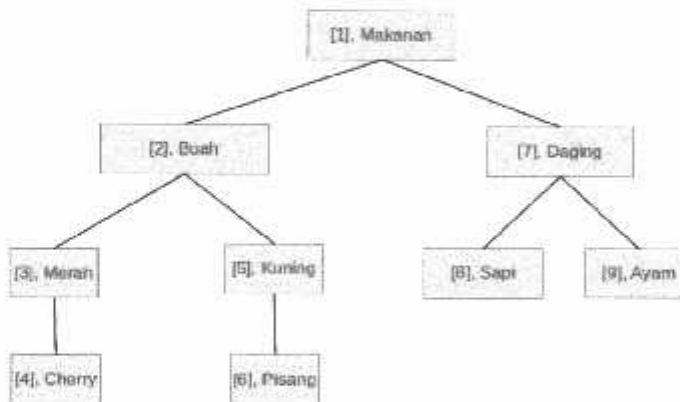 [1], Makanan
[2], Buah
[7], Daging
[3], Merah
[5], Kuning
[8], Sapi
[9], Ayam
[4], Cherry
[6], Pisang